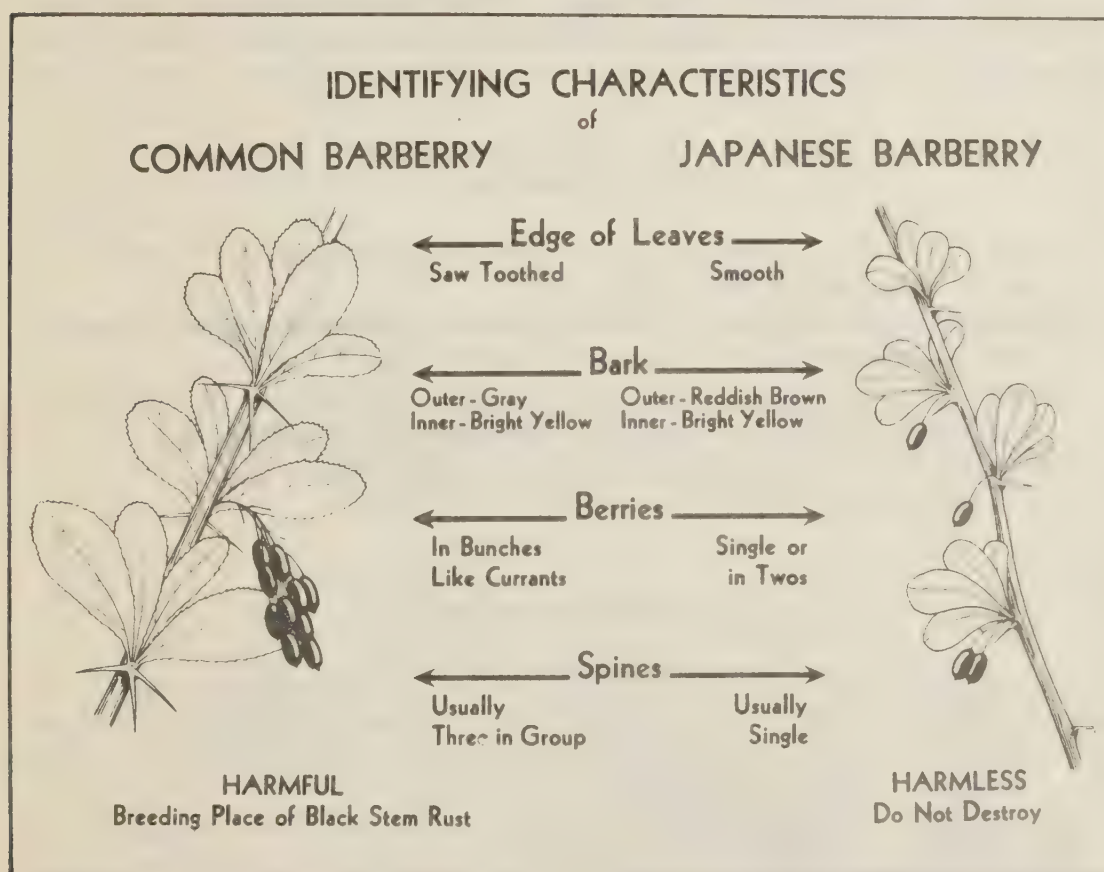 IDENTIFYING CHARACTERISTICS
of
COMMON BARBERRY JAPANESE BARBERRY
Edge of Leaves
Saw Toothed Smooth
Bark
Outer - Gray Outer - Reddish Brown
Inner - Bright Yellow Inner - Bright Yellow
Berries
In Bunches Single or
Like Currants in Twos
Spines
Usually Usually
Three in Group Single
HARMFUL HARMLESS
Breeding Place of Black Stem Rust Do Not Destroy